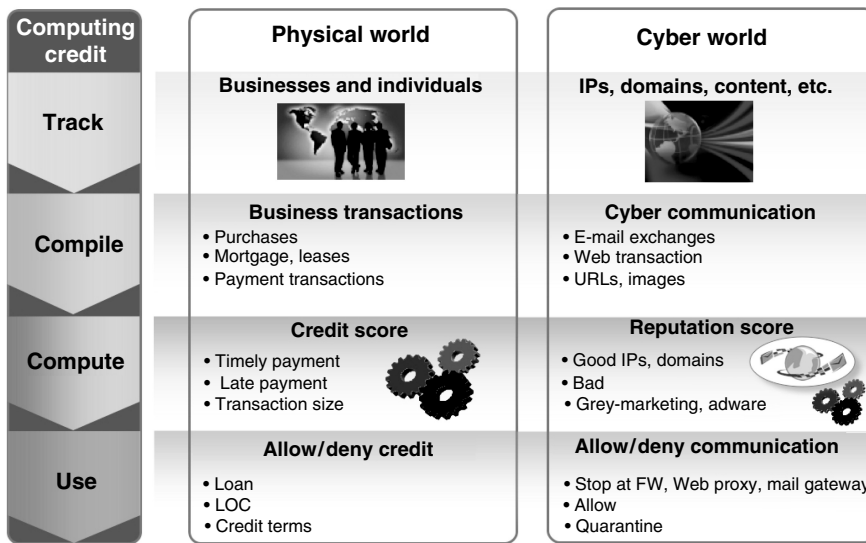 Computing
credit
Physical world
Cyber world
Track
Businesses and individuals
IPs, domains, content, etc.
Compile
Business transactions
• Purchases
• Mortgage, leases
• Payment transactions
Cyber communication
• E-mail exchanges
• Web transaction
• URLs, images
Compute
Credit score
• Timely payment
• Late payment
• Transaction size
Reputation score
• Good IPs, domains
• Bad
• Grey-marketing, adware
Use
Allow/deny credit
• Loan
• LOC
• Credit terms
Allow/deny communication
• Stop at FW, Web proxy, mail gateway
• Allow
• Quarantine